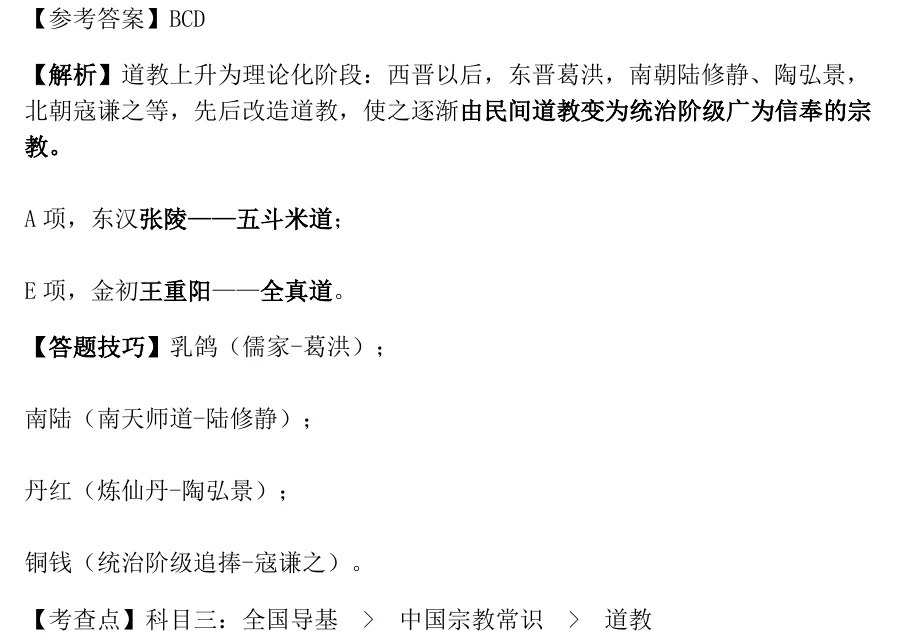 【参考答案】BCD
【解析】道教上升为理论化阶段：西晋以后，东晋葛洪，南朝陆修静、陶弘景，
北朝寇谦之等，先后改造道教，使之逐渐由民间道教变为统治阶级广为信奉的宗
教。
A 项，东汉张陵——五斗米道；
E 项，金初王重阳——全真道。
【答题技巧】乳鸽（儒家-葛洪）；
南陆（南天师道-陆修静）；
丹红（炼仙丹-陶弘景）；
铜钱（统治阶级追捧-寇谦之）。
【考查点】科目三：全国导基 > 中国宗教常识 > 道教